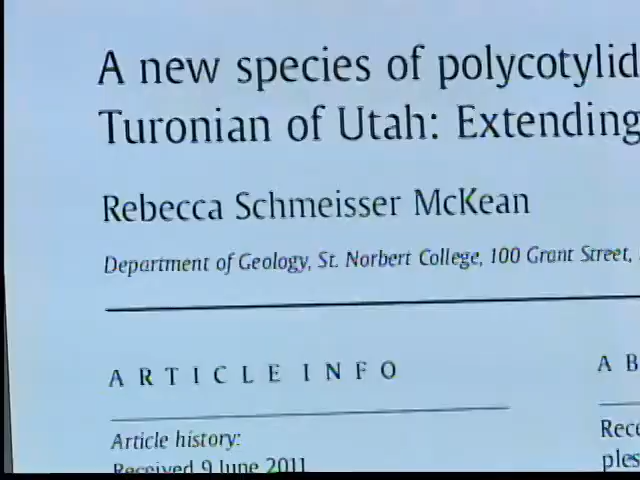 A new species of polycotylid
Turonian of Utah: Extending
Rebecca Schmeisser McKean
Department of Geology, St. Norbert College, 100 Grant Street,
ARTICLE INFO
A B
Article history:
Rece
Received 9 June 2011
ples